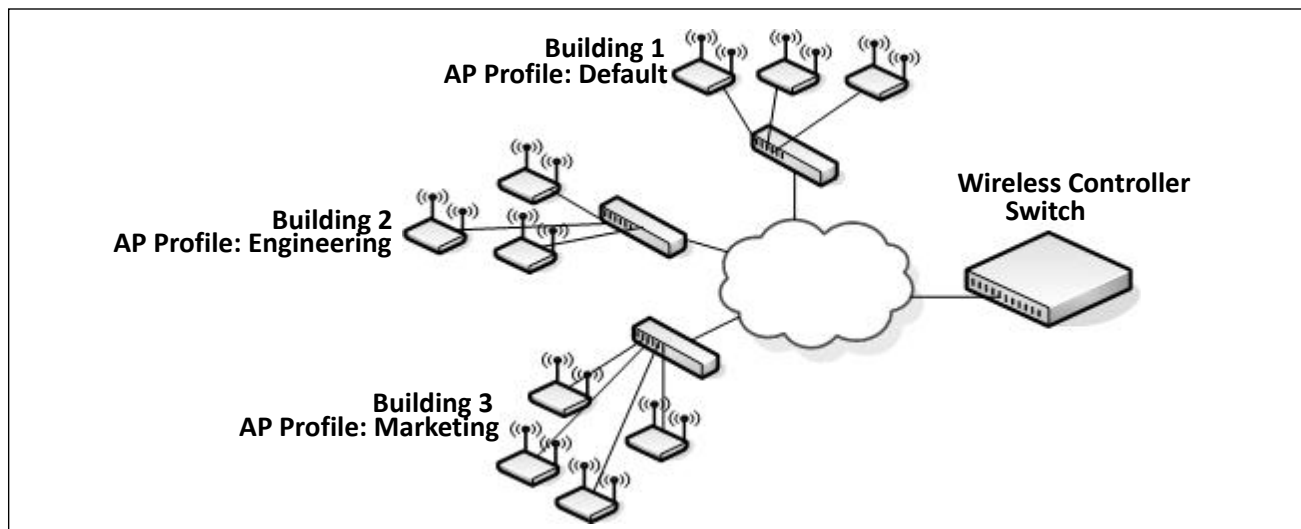 Building 1
AP Profile: Default
Building 2
AP Profile: Engineering
Wireless Controller
Switch
Building 3
AP Profile: Marketing